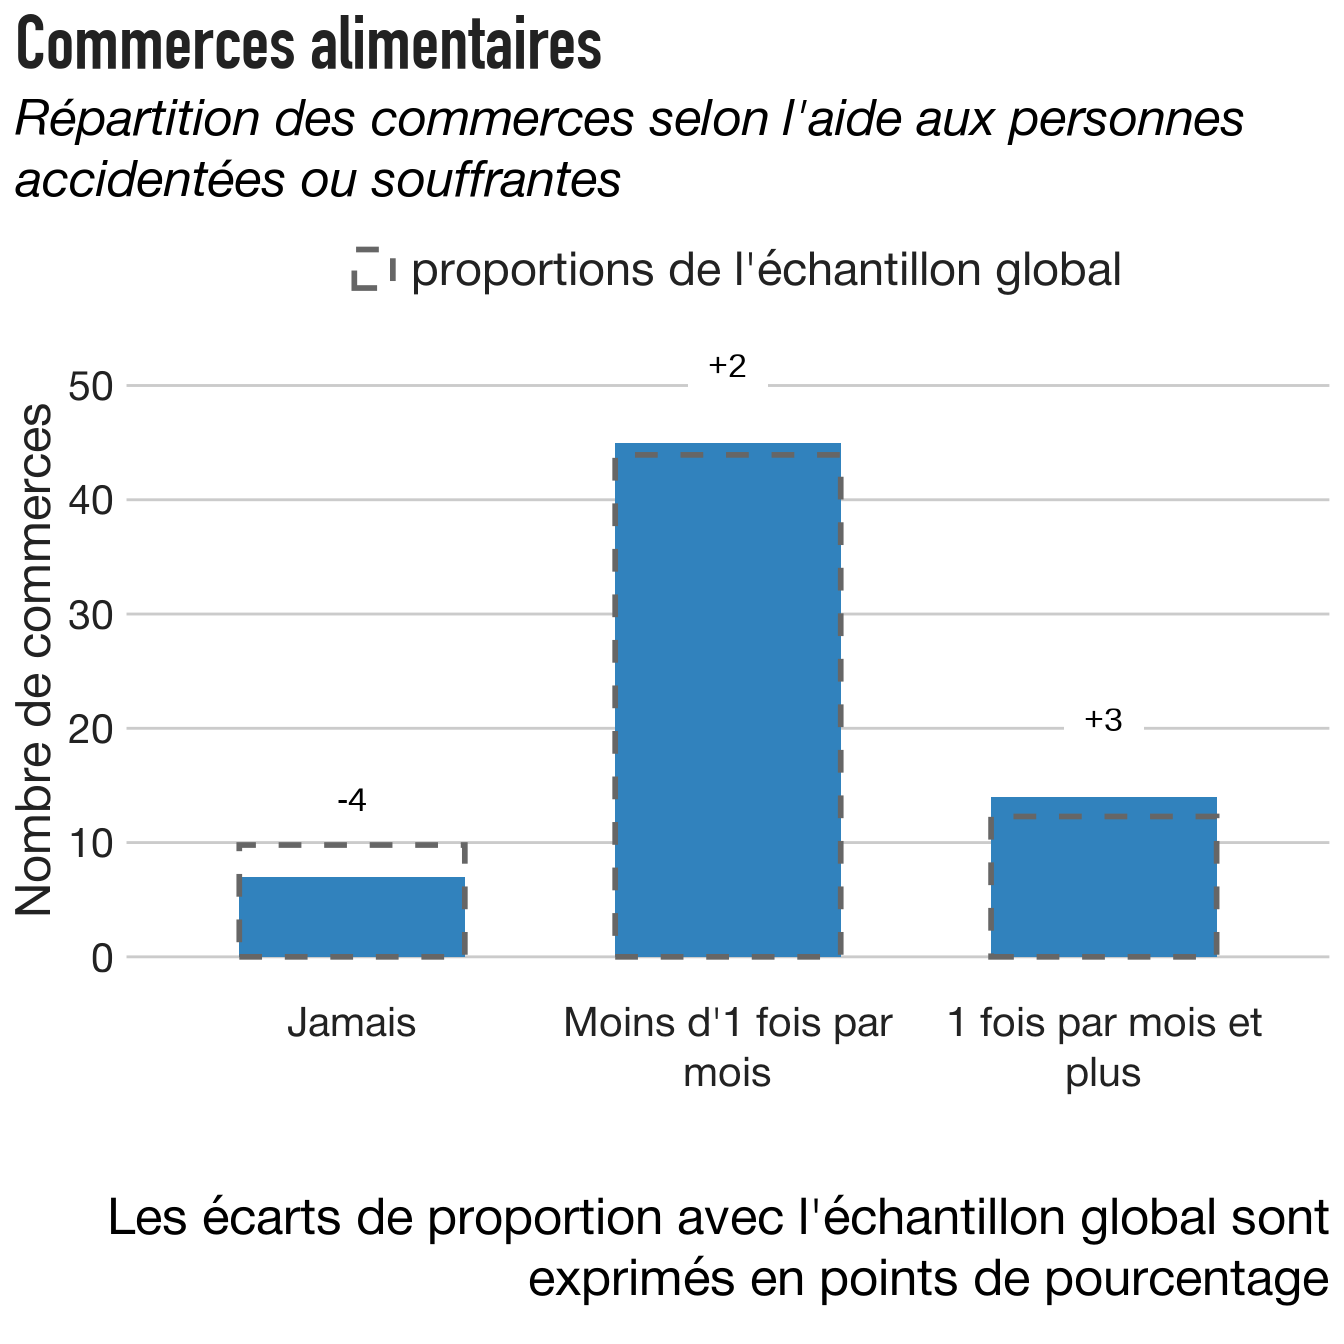 Commerces alimentaires
Répartition des commerces selon l'aide aux personnes
accidentées ou souffrantes
proportions de l'échantillon global
Nombre de commerces
50
40
30
20
10
0
-4
+2
+3
Jamais
Moins d'1 fois par
mois
1 fois par mois et
plus
Les écarts de proportion avec l'échantillon global sont
exprimés en points de pourcentage